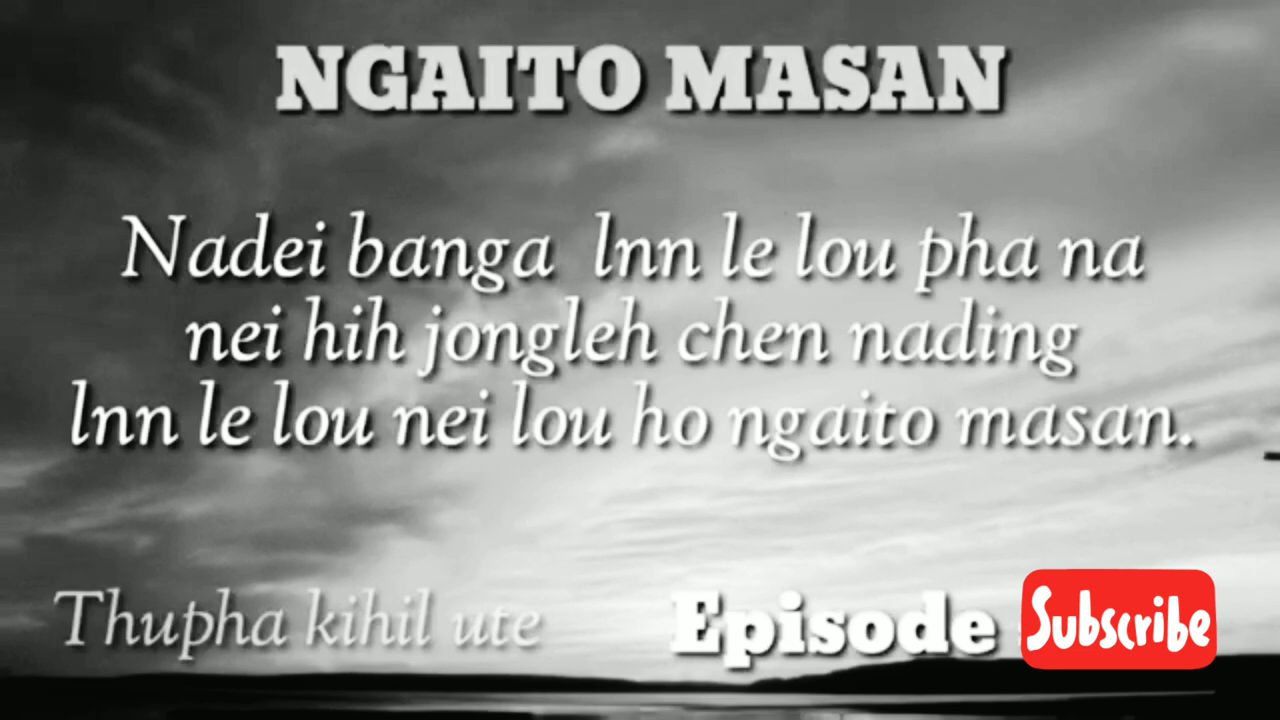 NGAITO MASAN
Nadei banga lnn le lou pha na
nei hih jongleh chen nading
lnn le lou nei lou ho ngaito masan.
Thupha kihil ute
Episode
Subscribe